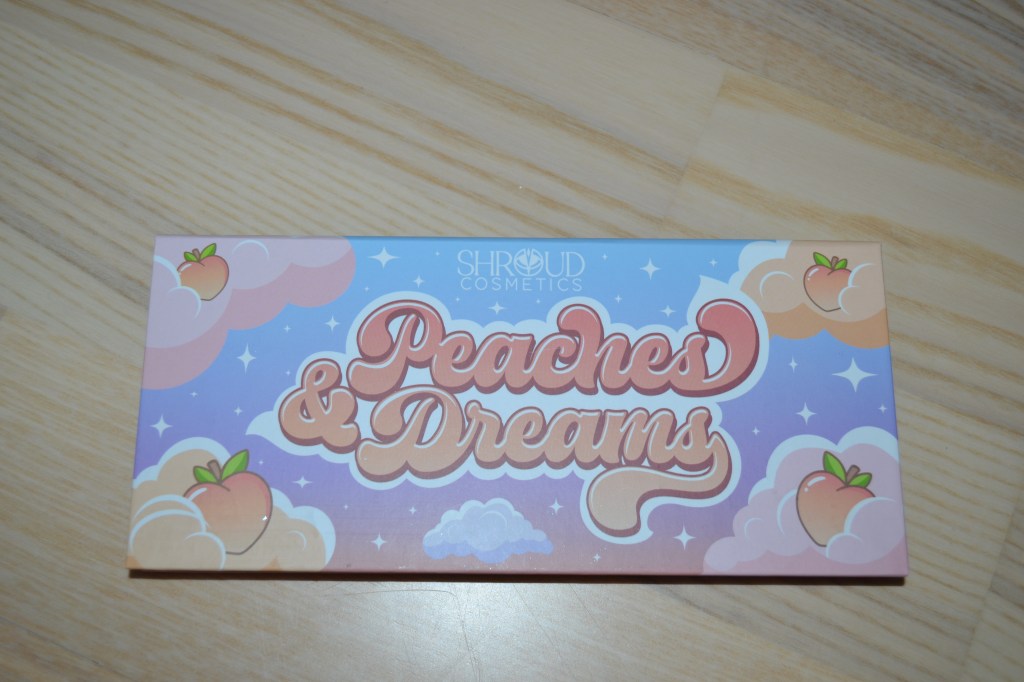 SHROUD
COSMETICS
Peaches
& Dreams